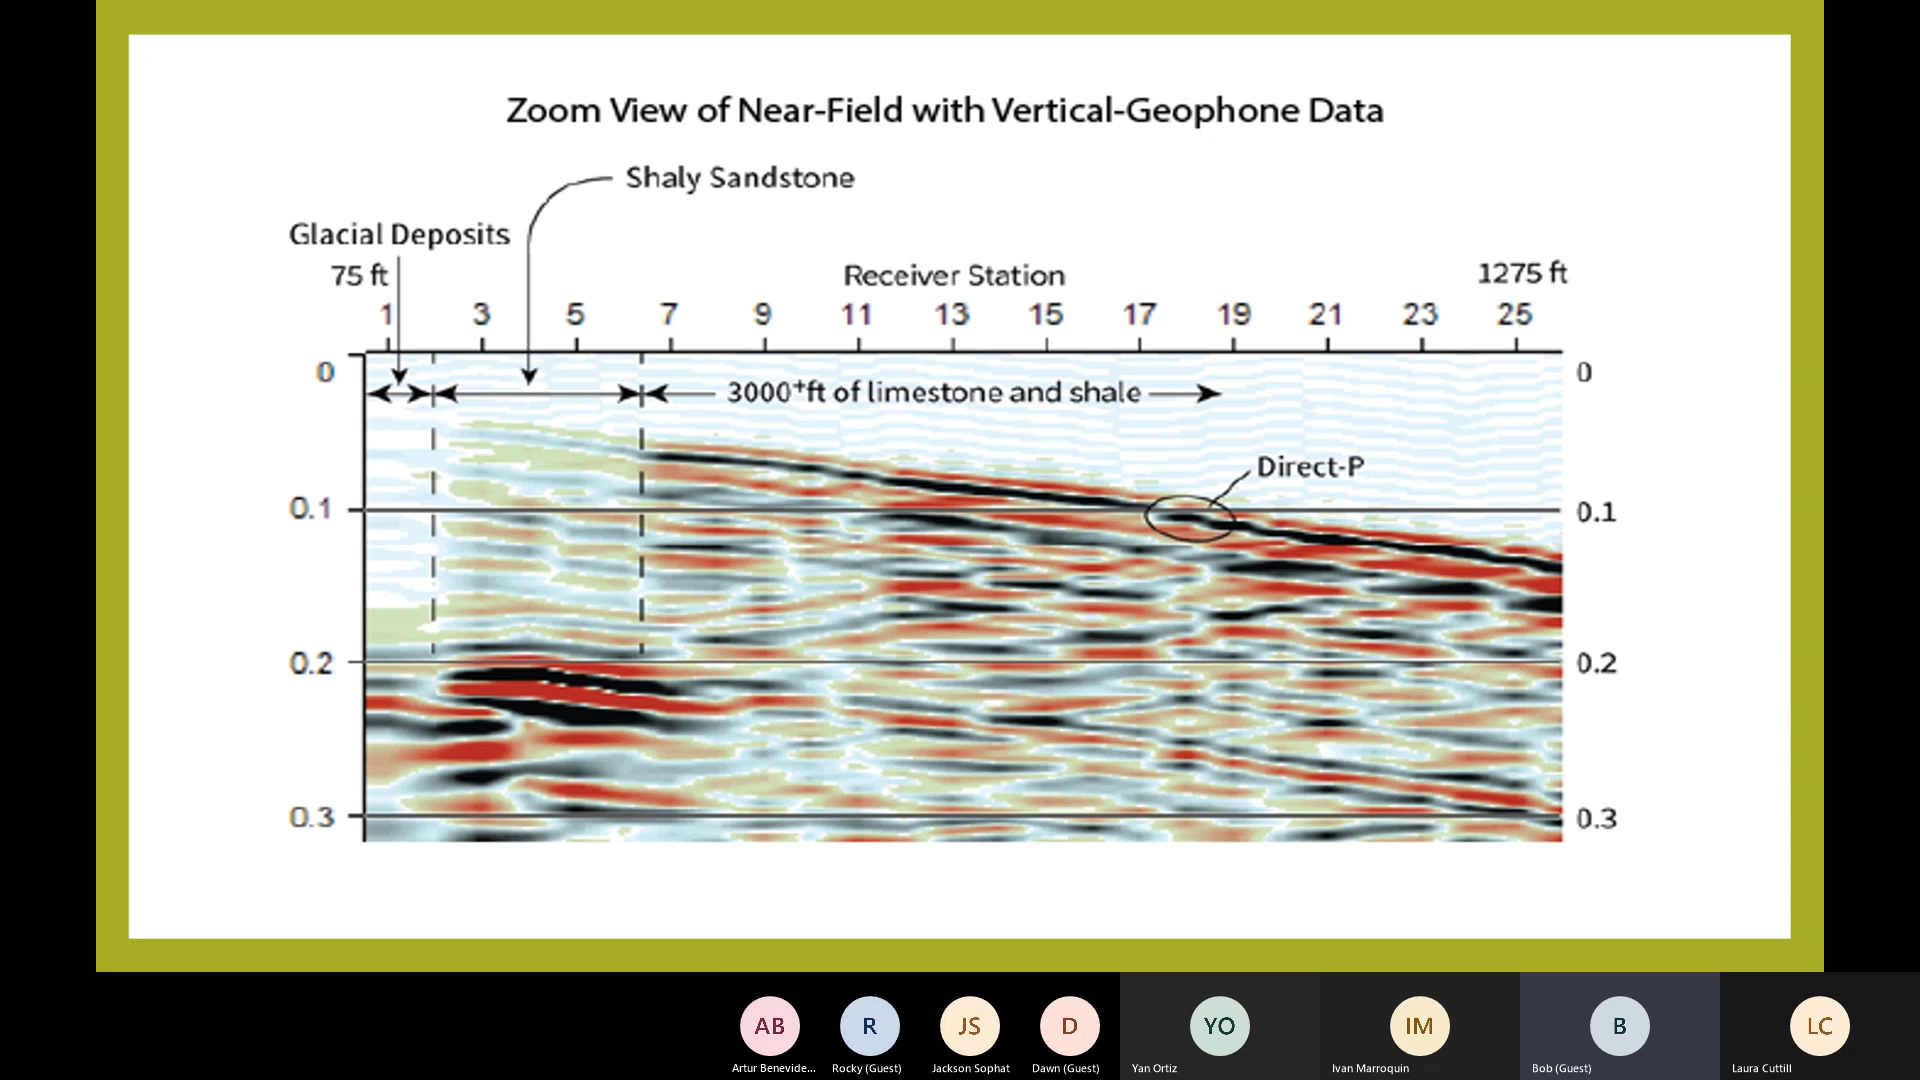 Zoom View of Near-Field with Vertical-Geophone Data
Shaly Sandstone
Glacial Deposits
75 ft Receiver Station 1275 ft
1 3 5 7 9 11 13 15 17 19 21 23 25
0 0
3000+ft of limestone and shale
Direct-P
0.1 0.1
0.2 0.2
0.3 0.3
AB R JS D YO IM B LC
Artur Benevide... Rocky (Guest) Jackson Sophat Dawn (Guest) Yan Ortiz Ivan Marroquin Bob (Guest) Laura Cuttill